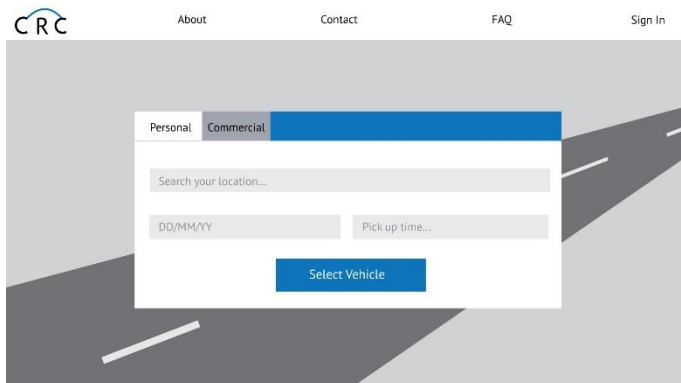 CRC About Contact FAQ Sign In
Personal Commercial
Search your location...
DD/MM/YY Pick up time...
Select Vehicle